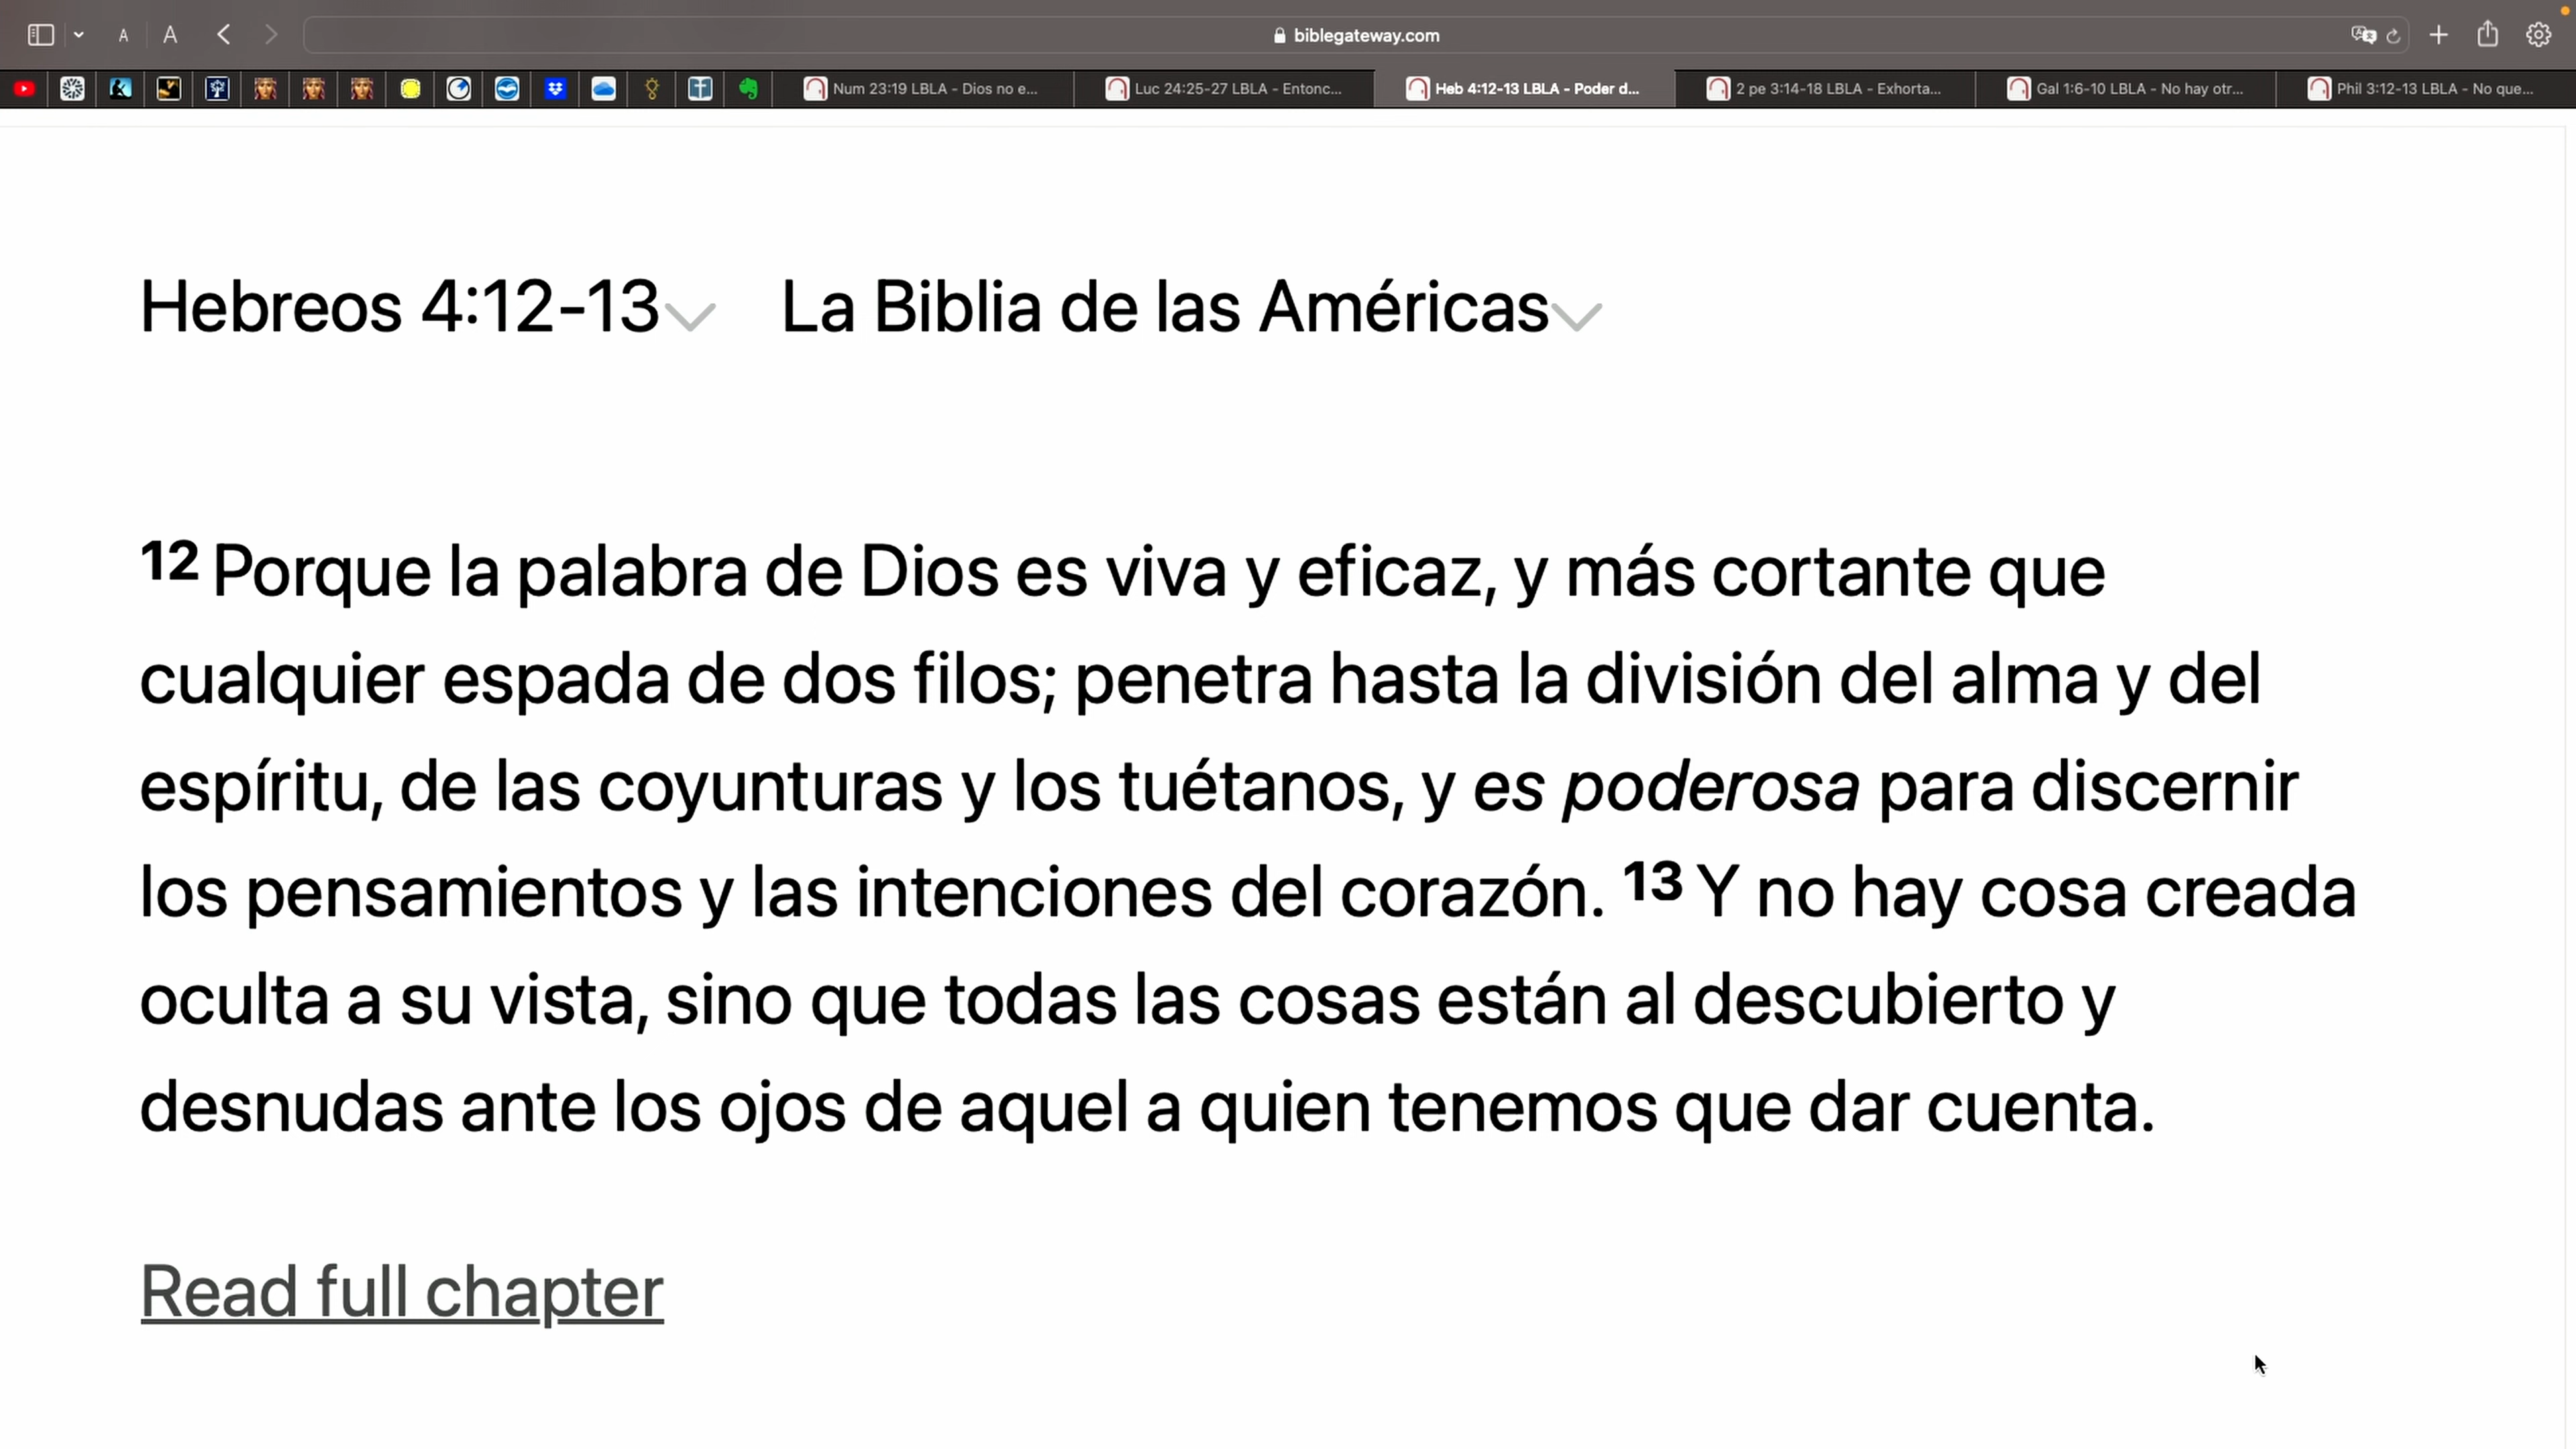 A A biblegateway.com
Num 23:19 LBLA - Dios no e... Luc 24:25-27 LBLA - Entonc... Heb 4:12-13 LBLA - Poder d... 2 pe 3:14-18 LBLA - Exhorta... Gal 1:6-10 LBLA - No hay otr... Phil 3:12-13 LBLA - No que...
Hebreos 4:12-13 La Biblia de las Américas
12 Porque la palabra de Dios es viva y eficaz, y más cortante que
cualquier espada de dos filos; penetra hasta la división del alma y del
espíritu, de las coyunturas y los tuétanos, y es poderosa para discernir
los pensamientos y las intenciones del corazón. 13 Y no hay cosa creada
oculta a su vista, sino que todas las cosas están al descubierto y
desnudas ante los ojos de aquel a quien tenemos que dar cuenta.
Read full chapter